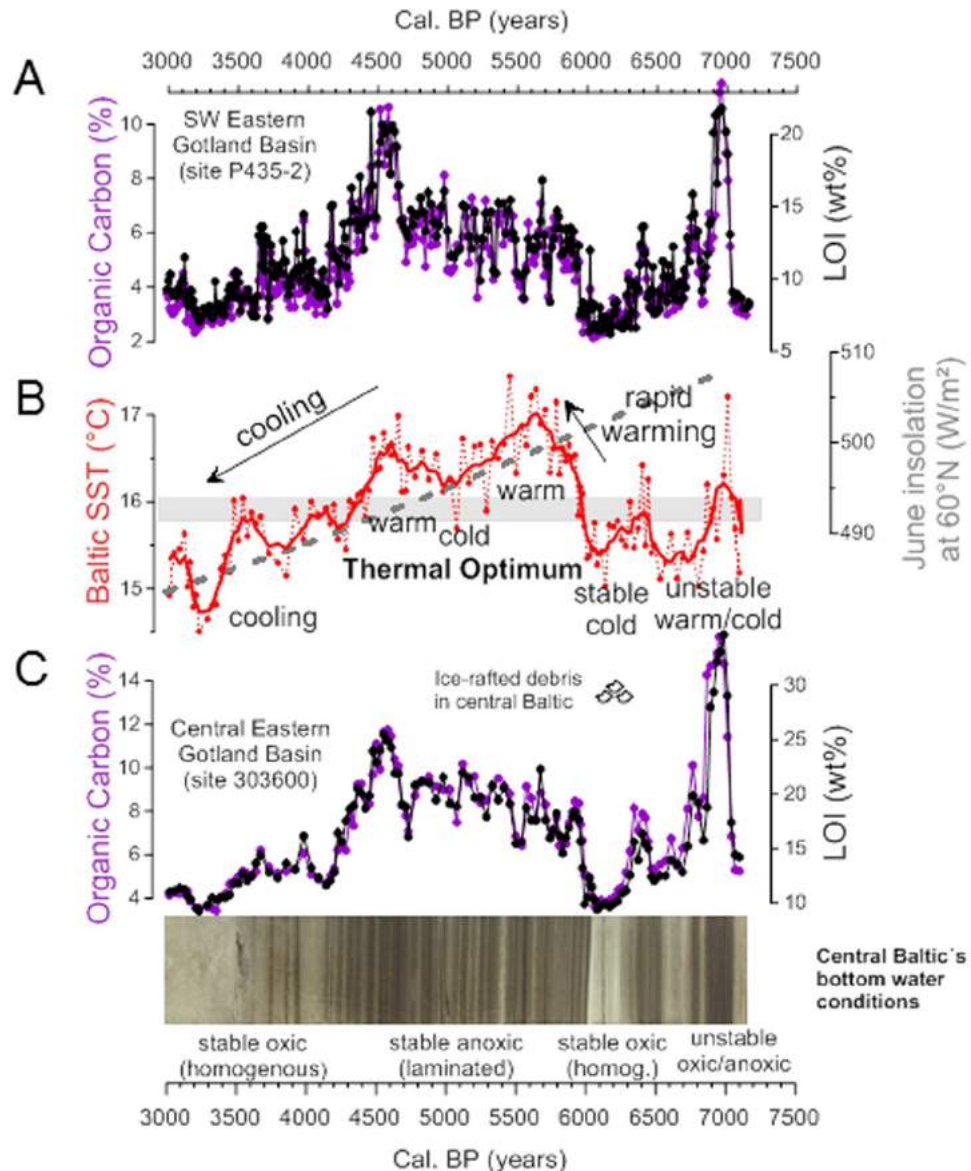 Cal. BP (years)
3000 3500 4000 4500 5000 5500 6000 6500 7000 7500
A
Organic Carbon (%)
10
8
6
4
2
SW Eastern
Gotland Basin
(site P435-2)
20
15
10
5
LOI (wt%)
B
Baltic SST (°C)
17
16
15
cooling
rapid
warming
warm
warm
cold
Thermal Optimum
cooling
stable
cold
unstable
warm/cold
510
500
490
June insolation
at 60°N (W/m²)
C
Organic Carbon (%)
14
12
10
8
6
4
Ice-rafted debris
in central Baltic
Central Eastern
Gotland Basin
(site 303600)
30
25
20
15
10
LOI (wt%)
Central Baltic´s
bottom water
conditions
stable oxic
(homogenous)
stable anoxic
(laminated)
stable oxic
(homog.)
unstable
oxic/anoxic
3000 3500 4000 4500 5000 5500 6000 6500 7000 7500
Cal. BP (years)